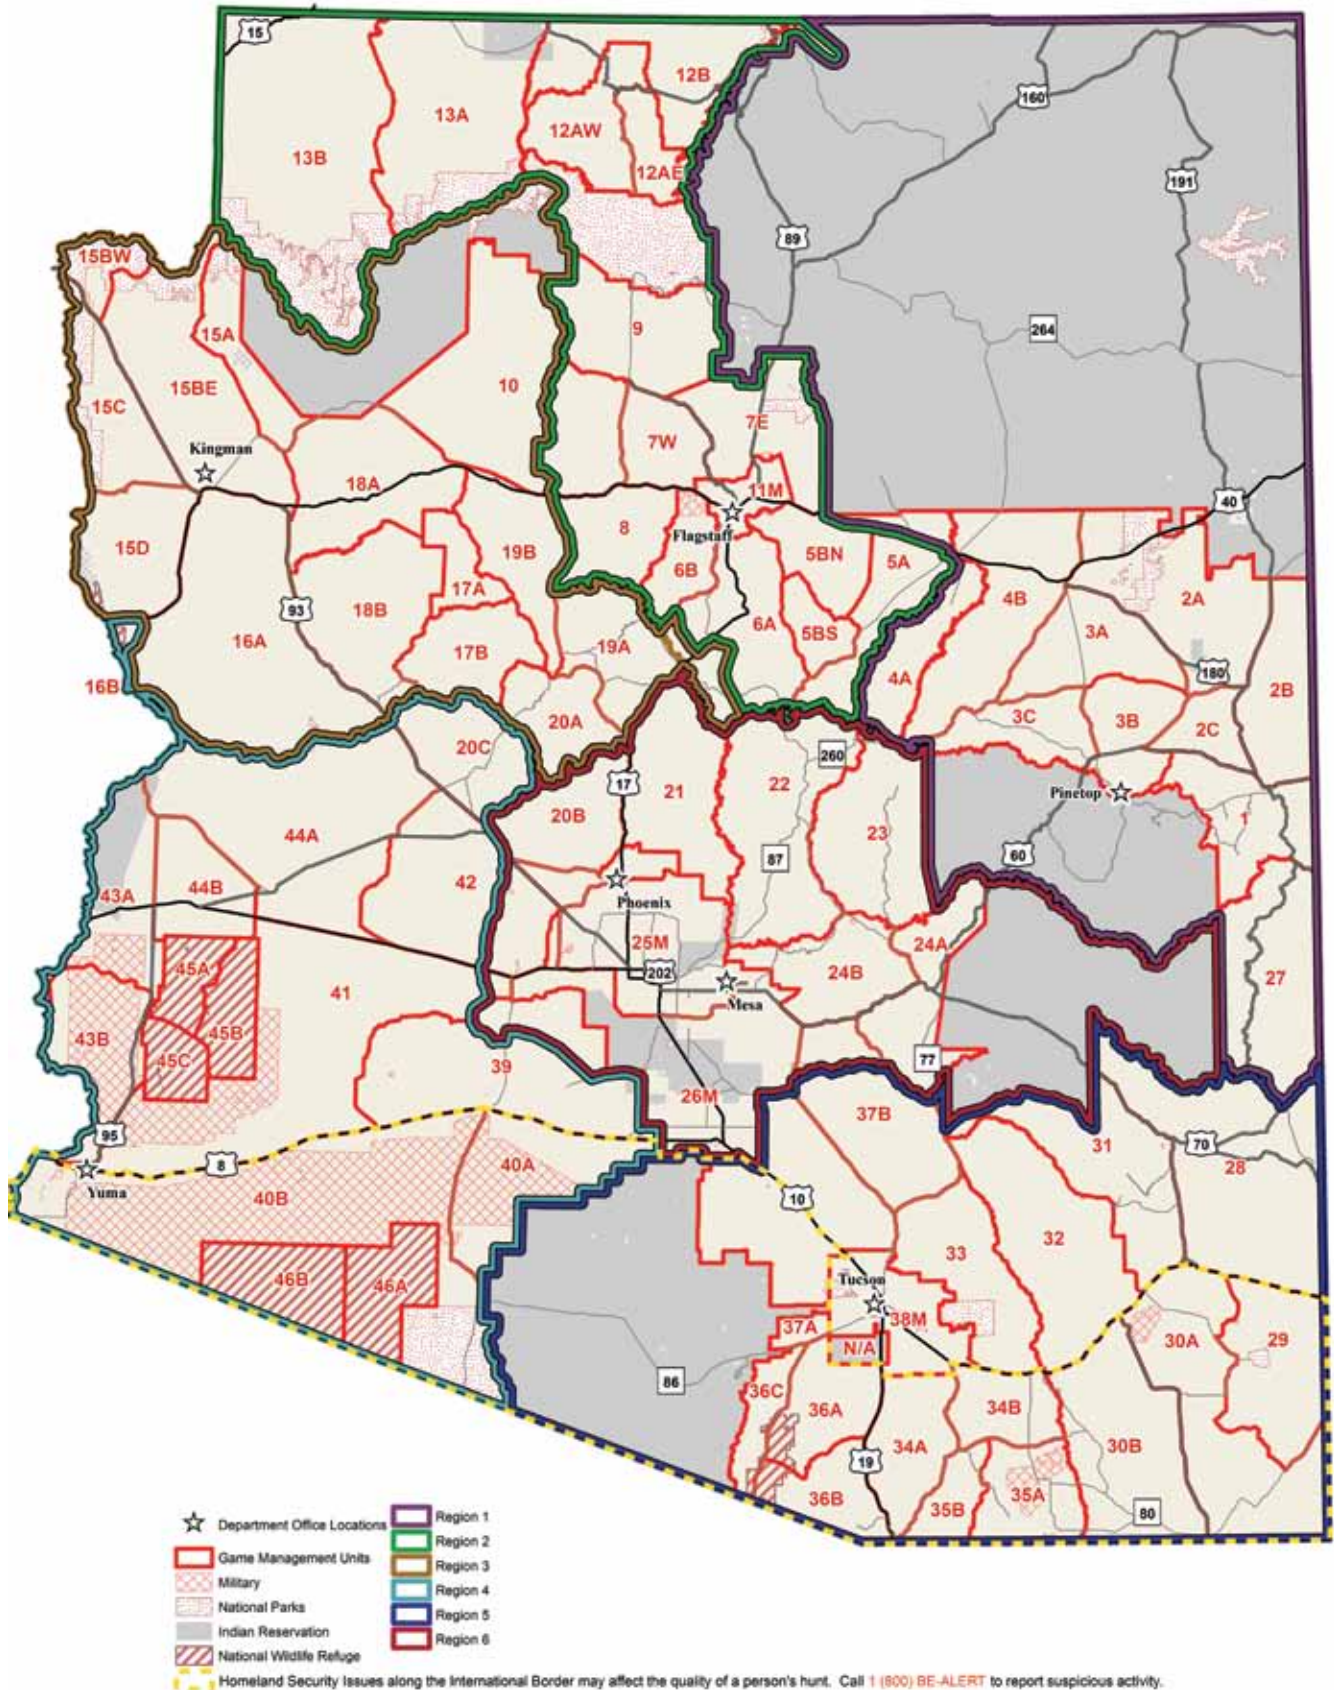 15
12B
13A
160
12AW
13B
12AE
191
89
15BW
9
264
15A
15BE
10
15C
7E
7W
Kingman
18A
11M
40
8
Flagstaff
15D
19B
5BN
5A
6B
17A
4B
2A
93
18B
6A
5BS
3A
16A
17B
19A
4A
180
16B
2B
20A
3C
3B
2C
20C
260
17
21
22
Pinetop
20B
1
44A
23
87
60
42
44B
43A
Phoenix
25M
24A
45A
202
24B
Mesa
27
41
43B
45B
45C
39
77
26M
37B
95
31
70
8
40A
28
Yuma
40B
10
32
33
46B
46A
Tucson
37A
38M
30A
29
N/A
86
36C
36A
34B
34A
30B
19
36B
35B
35A
80
Department Office Locations
Game Management Units
Military
National Parks
Indian Reservation
National Wildlife Refuge
Region 1
Region 2
Region 3
Region 4
Region 5
Region 6
Homeland Security Issues along the International Border may affect the quality of a person's hunt. Call 1 (800) BE-ALERT to report suspicious activity.